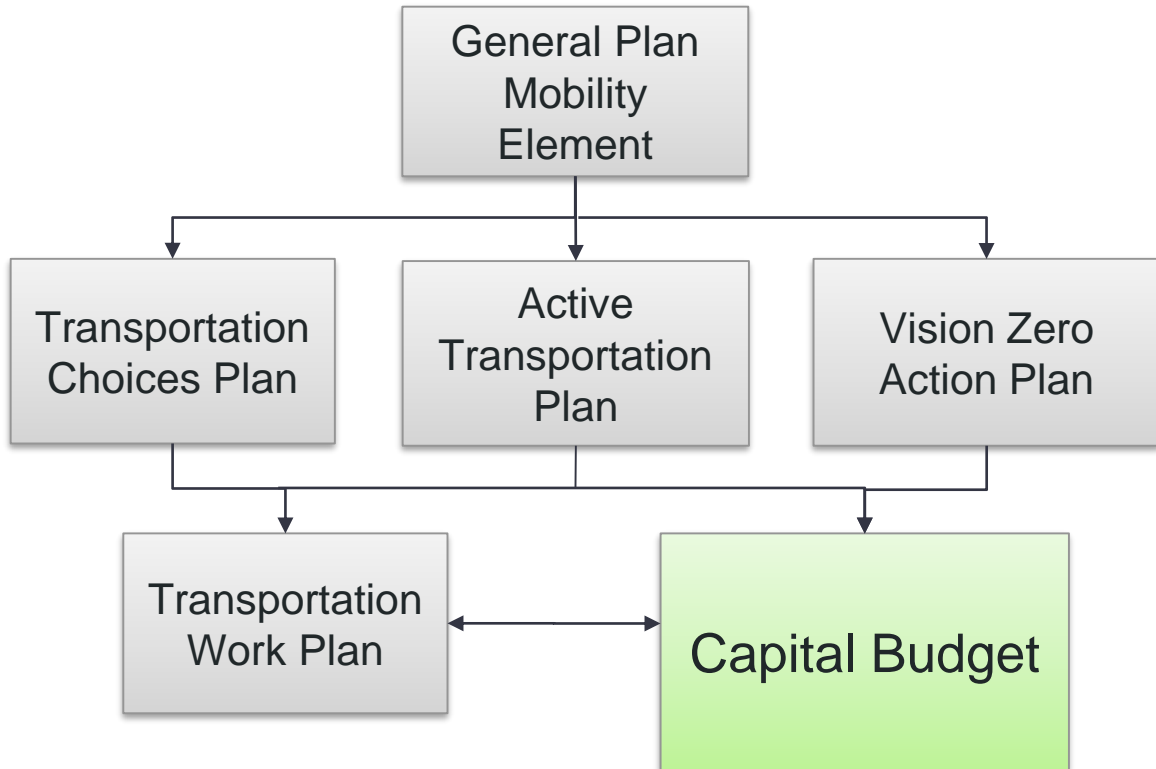 General Plan
Mobility
Element
Transportation
Choices Plan
Active
Transportation
Plan
Vision Zero
Action Plan
Transportation
Work Plan
Capital Budget